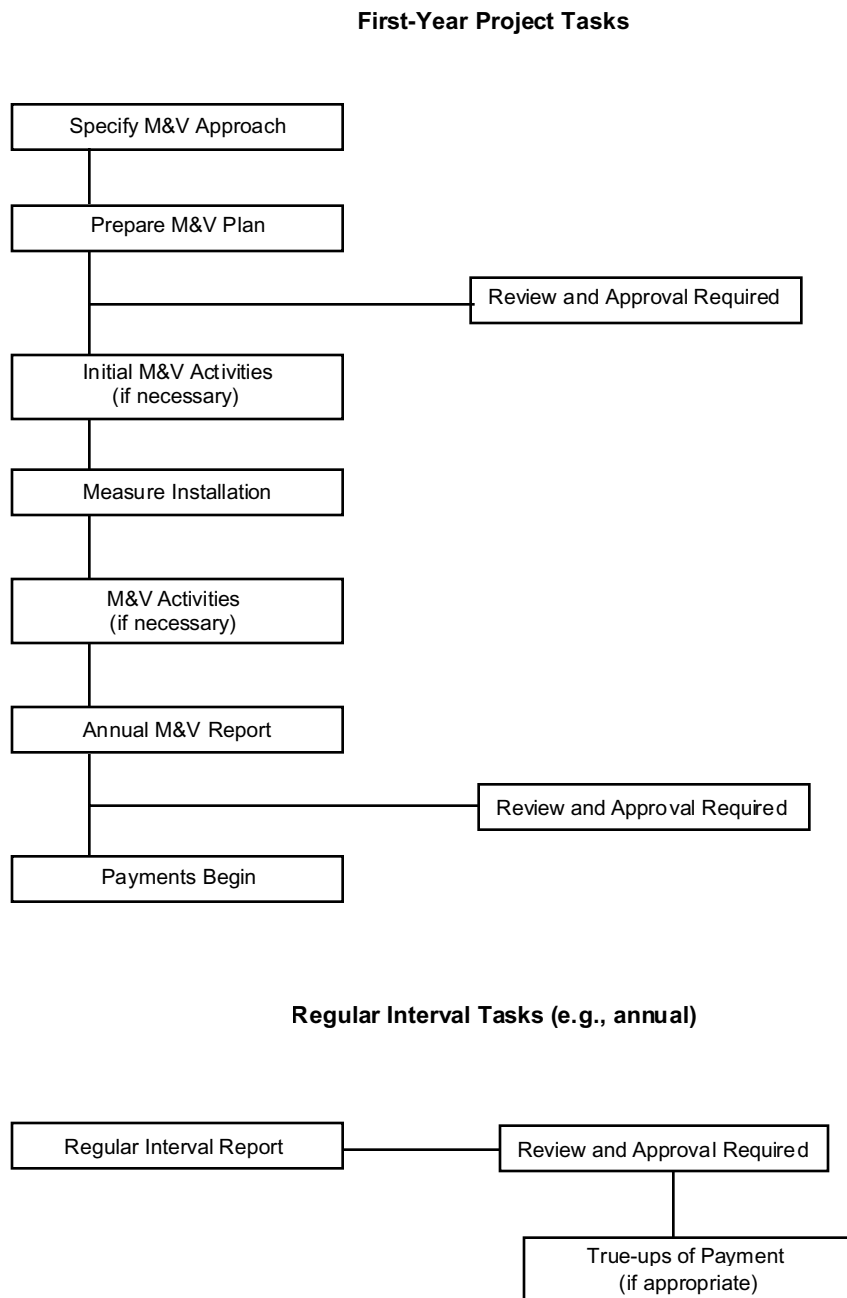 First-Year Project Tasks
Specify M&V Approach
Prepare M&V Plan
Review and Approval Required
Initial M&V Activities
(if necessary)
Measure Installation
M&V Activities
(if necessary)
Annual M&V Report
Review and Approval Required
Payments Begin
Regular Interval Tasks (e.g., annual)
Regular Interval Report
Review and Approval Required
True-ups of Payment
(if appropriate)